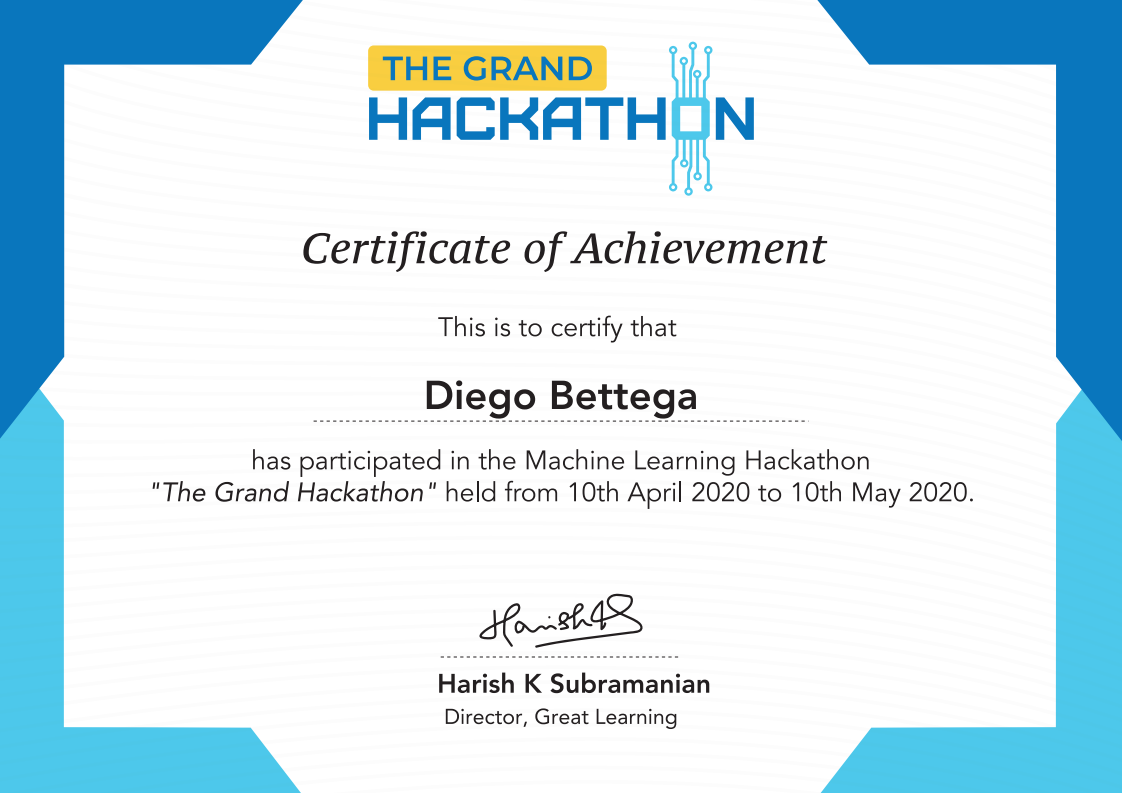 THE GRAND
HACKATHON
Certificate of Achievement
This is to certify that
Diego Bettega
has participated in the Machine Learning Hackathon
"The Grand Hackathon" held from 10th April 2020 to 10th May 2020.
Harish K S
Harish K Subramanian
Director, Great Learning